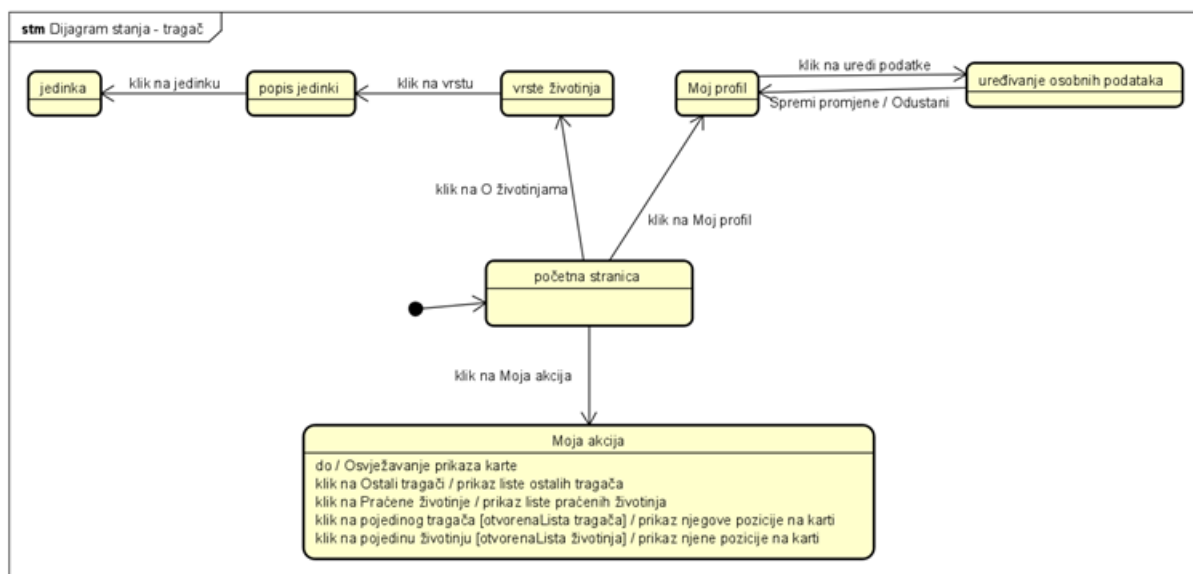 stm Dijagram stanja - tragač
jedinka
klik na jedinku
popis jedinki
klik na vrstu
vrste životinja
Moj profil
klik na uredi podatke
uređivanje osobnih podataka
Spremi promjene / Odustani
klik na O životinjama
klik na Moj profil
početna stranica
klik na Moja akcija
Moja akcija
do / Osvježavanje prikaza karte
klik na Ostali tragači / prikaz liste ostalih tragača
klik na Praćene životinje / prikaz liste praćenih životinja
klik na pojedinog tragača [otvorenaLista tragača] / prikaz njegove pozicije na karti
klik na pojedinu životinju [otvorenaLista životinja] / prikaz njene pozicije na karti